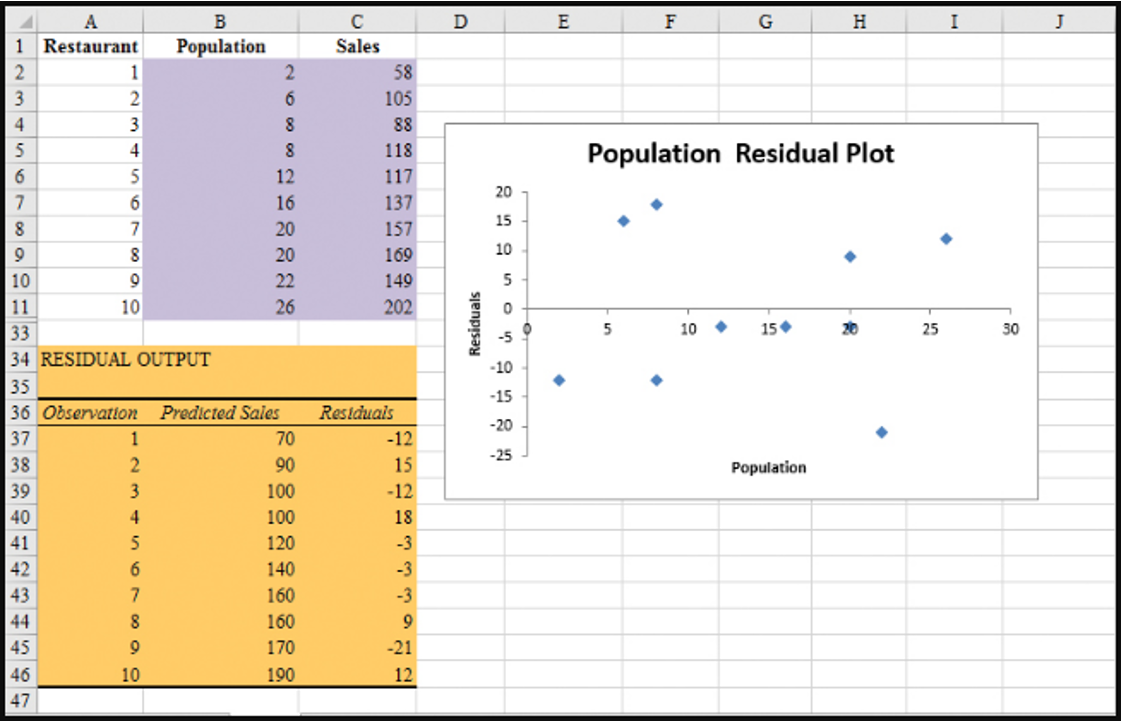 A B C D E F G H I J
1 Restaurant Population Sales
2 1 2 58
3 2 6 105
4 3 8 88
5 4 8 118
6 5 12 117
7 6 16 137
8 7 20 157
9 8 20 169
10 9 22 149
11 10 26 202
33
34 RESIDUAL OUTPUT
35
36 Observation Predicted Sales Residuals
37 1 70 -12
38 2 90 15
39 3 100 -12
40 4 100 18
41 5 120 -3
42 6 140 -3
43 7 160 -3
44 8 160 9
45 9 170 -21
46 10 190 12
47
Population Residual Plot
Residuals
20
15
10
5
0
-5
-10
-15
-20
-25
0 5 10 15 20 25 30
Population